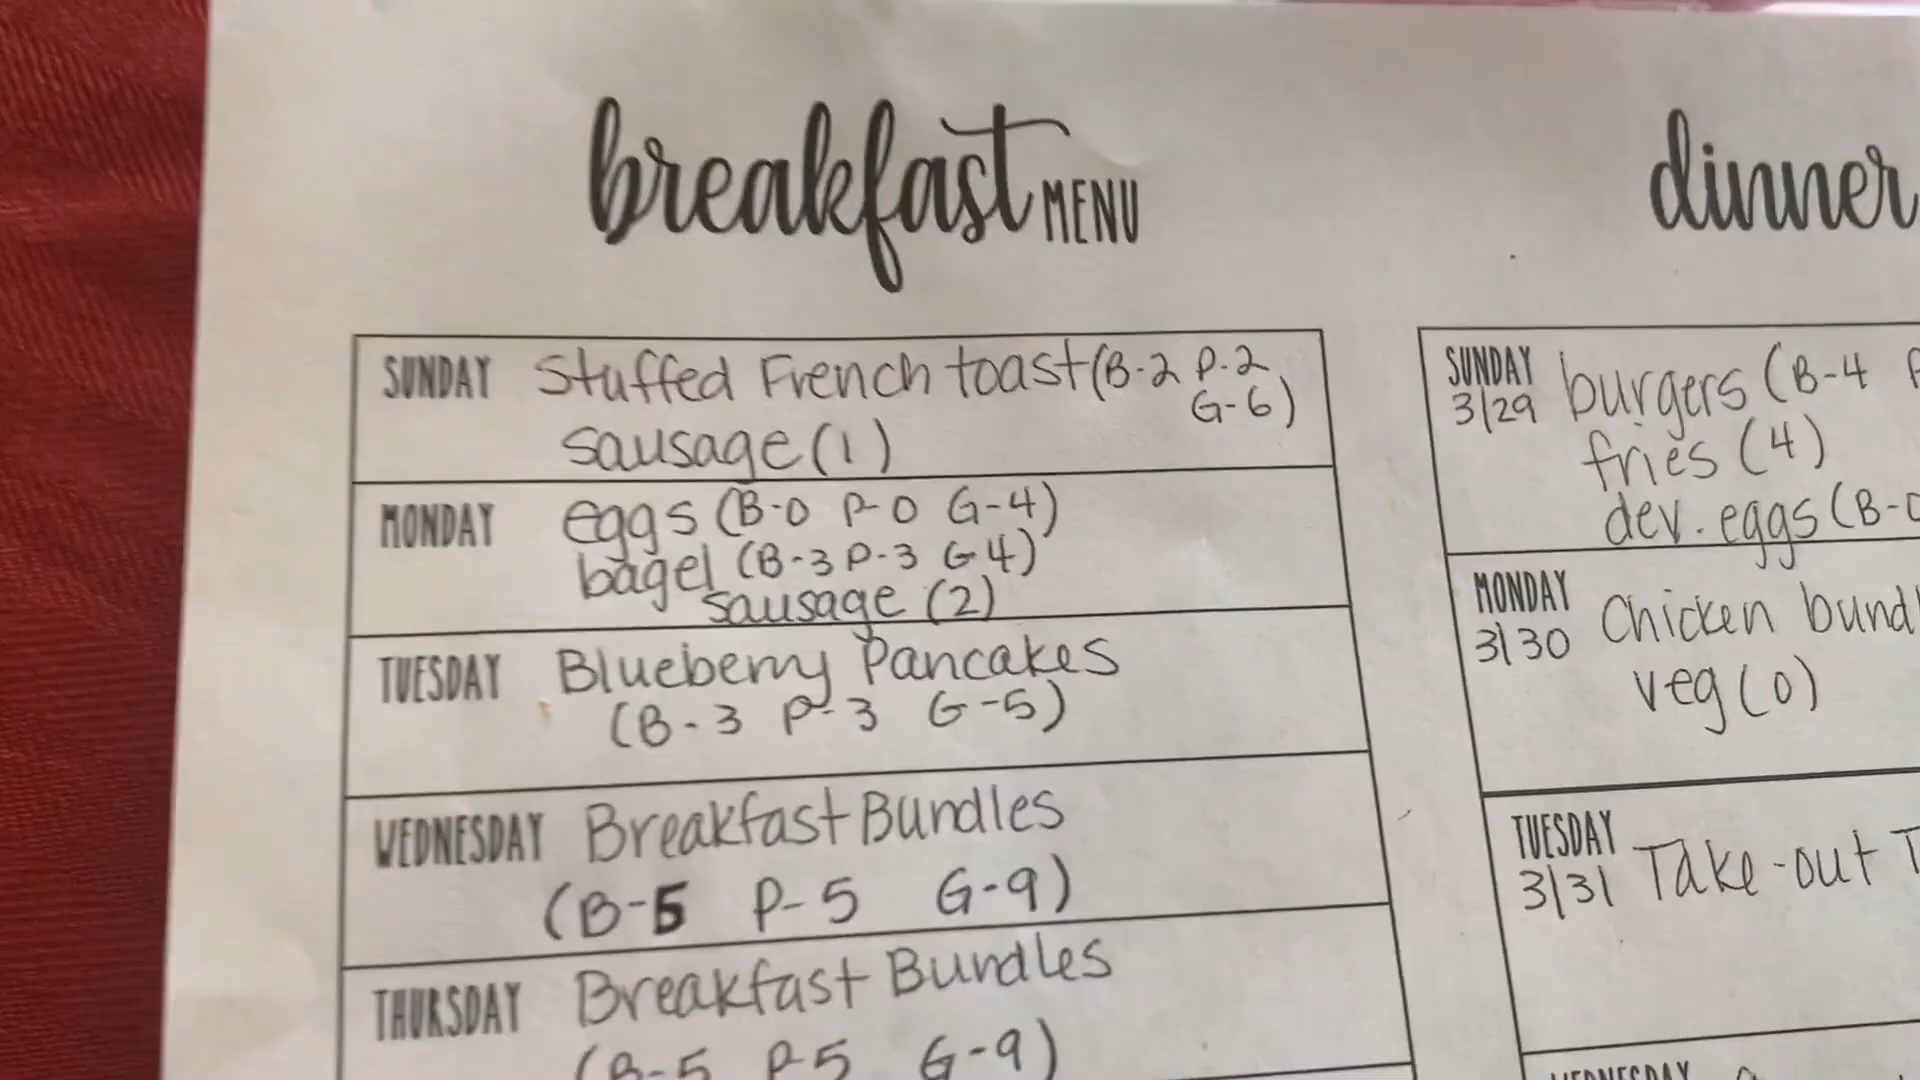 breakfast MENU
SUNDAY Stuffed French toast (B-2 P-2
G-6)
sausage (1)
MONDAY eggs (B-0 P-0 G-4)
bagel (B-3 P-3 G-4)
sausage (2)
TUESDAY Blueberry Pancakes
(B-3 P-3 G-5)
WEDNESDAY Breakfast Bundles
(B-5 P-5 G-9)
THURSDAY Breakfast Bundles
(B-5 P-5 G-9)
dinner
SUNDAY burgers (B-4
3/29
fries (4)
dev. eggs (B-0
MONDAY Chicken bundl
3/30
veg (0)
TUESDAY Take-out T
3/31
WEDNESDAY